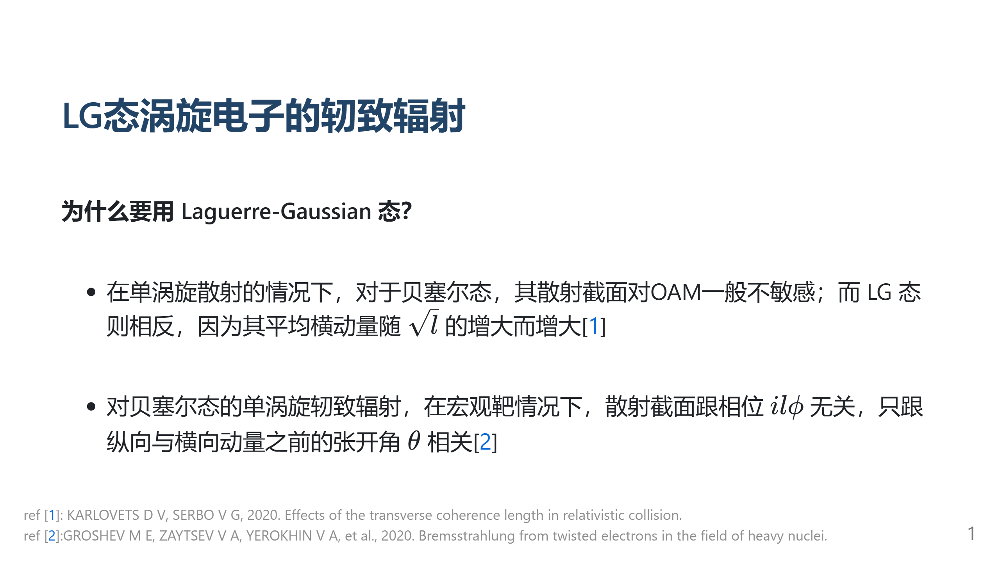 LG态涡旋电子的轫致辐射
为什么要用 Laguerre-Gaussian 态?
• 在单涡旋散射的情况下，对于贝塞尔态，其散射截面对OAM一般不敏感；而 LG 态
则相反，因为其平均横动量随 √l 的增大而增大[1]
• 对贝塞尔态的单涡旋轫致辐射，在宏观靶情况下，散射截面跟相位 ilϕ 无关，只跟
纵向与横向动量之前的张开角 θ 相关[2]
ref [1]: KARLOVETS D V, SERBO V G, 2020. Effects of the transverse coherence length in relativistic collision.
ref [2]:GROSHEV M E, ZAYTSEV V A, YEROKHIN V A, et al., 2020. Bremsstrahlung from twisted electrons in the field of heavy nuclei.
1